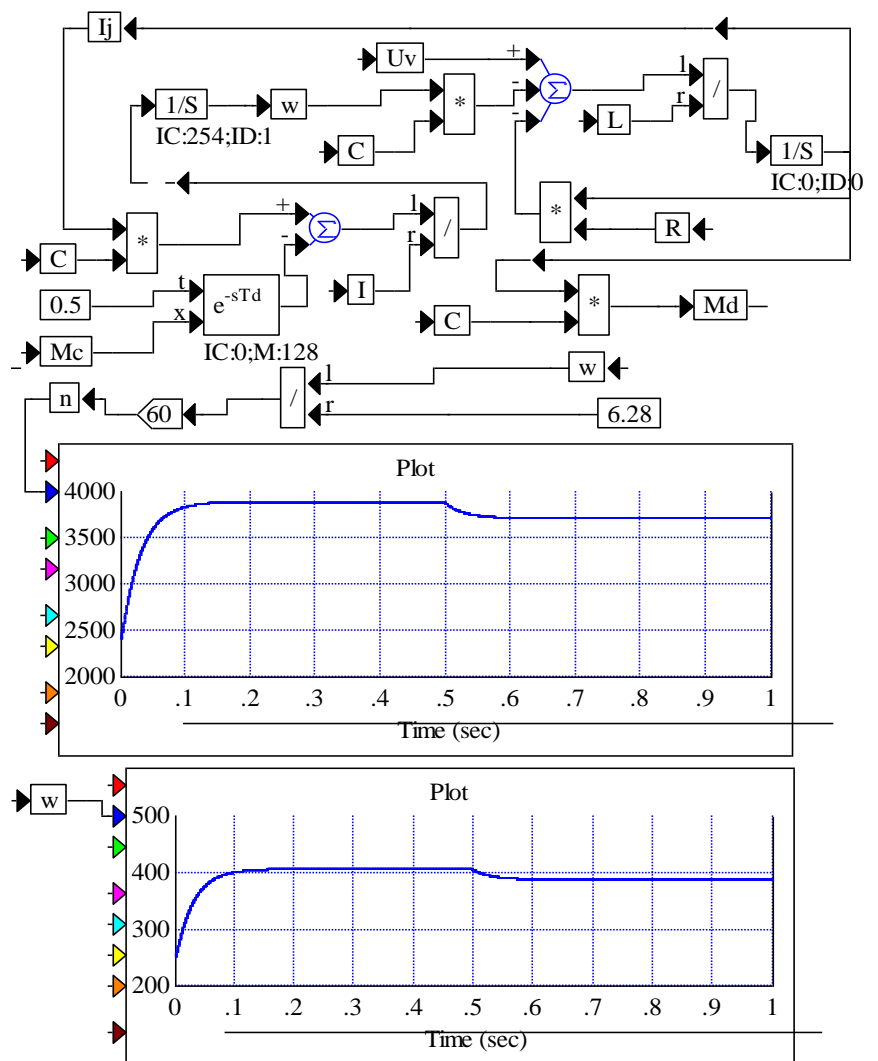 Ij
Uv
+
-
-
Σ
l
r
/
1/S
w
*
L
IC:254;ID:1
C
1/S
IC:0;ID:0
+
-
Σ
l
r
/
*
*
R
C
t
x
e-sTd
I
0.5
C
*
Md
Mc
IC:0;M:128
n
60
/
l
r
w
6.28
Plot
4000
3500
3000
2500
2000
0 .1 .2 .3 .4 .5 .6 .7 .8 .9 1
Time (sec)
w
Plot
500
400
300
200
0 .1 .2 .3 .4 .5 .6 .7 .8 .9 1
Time (sec)